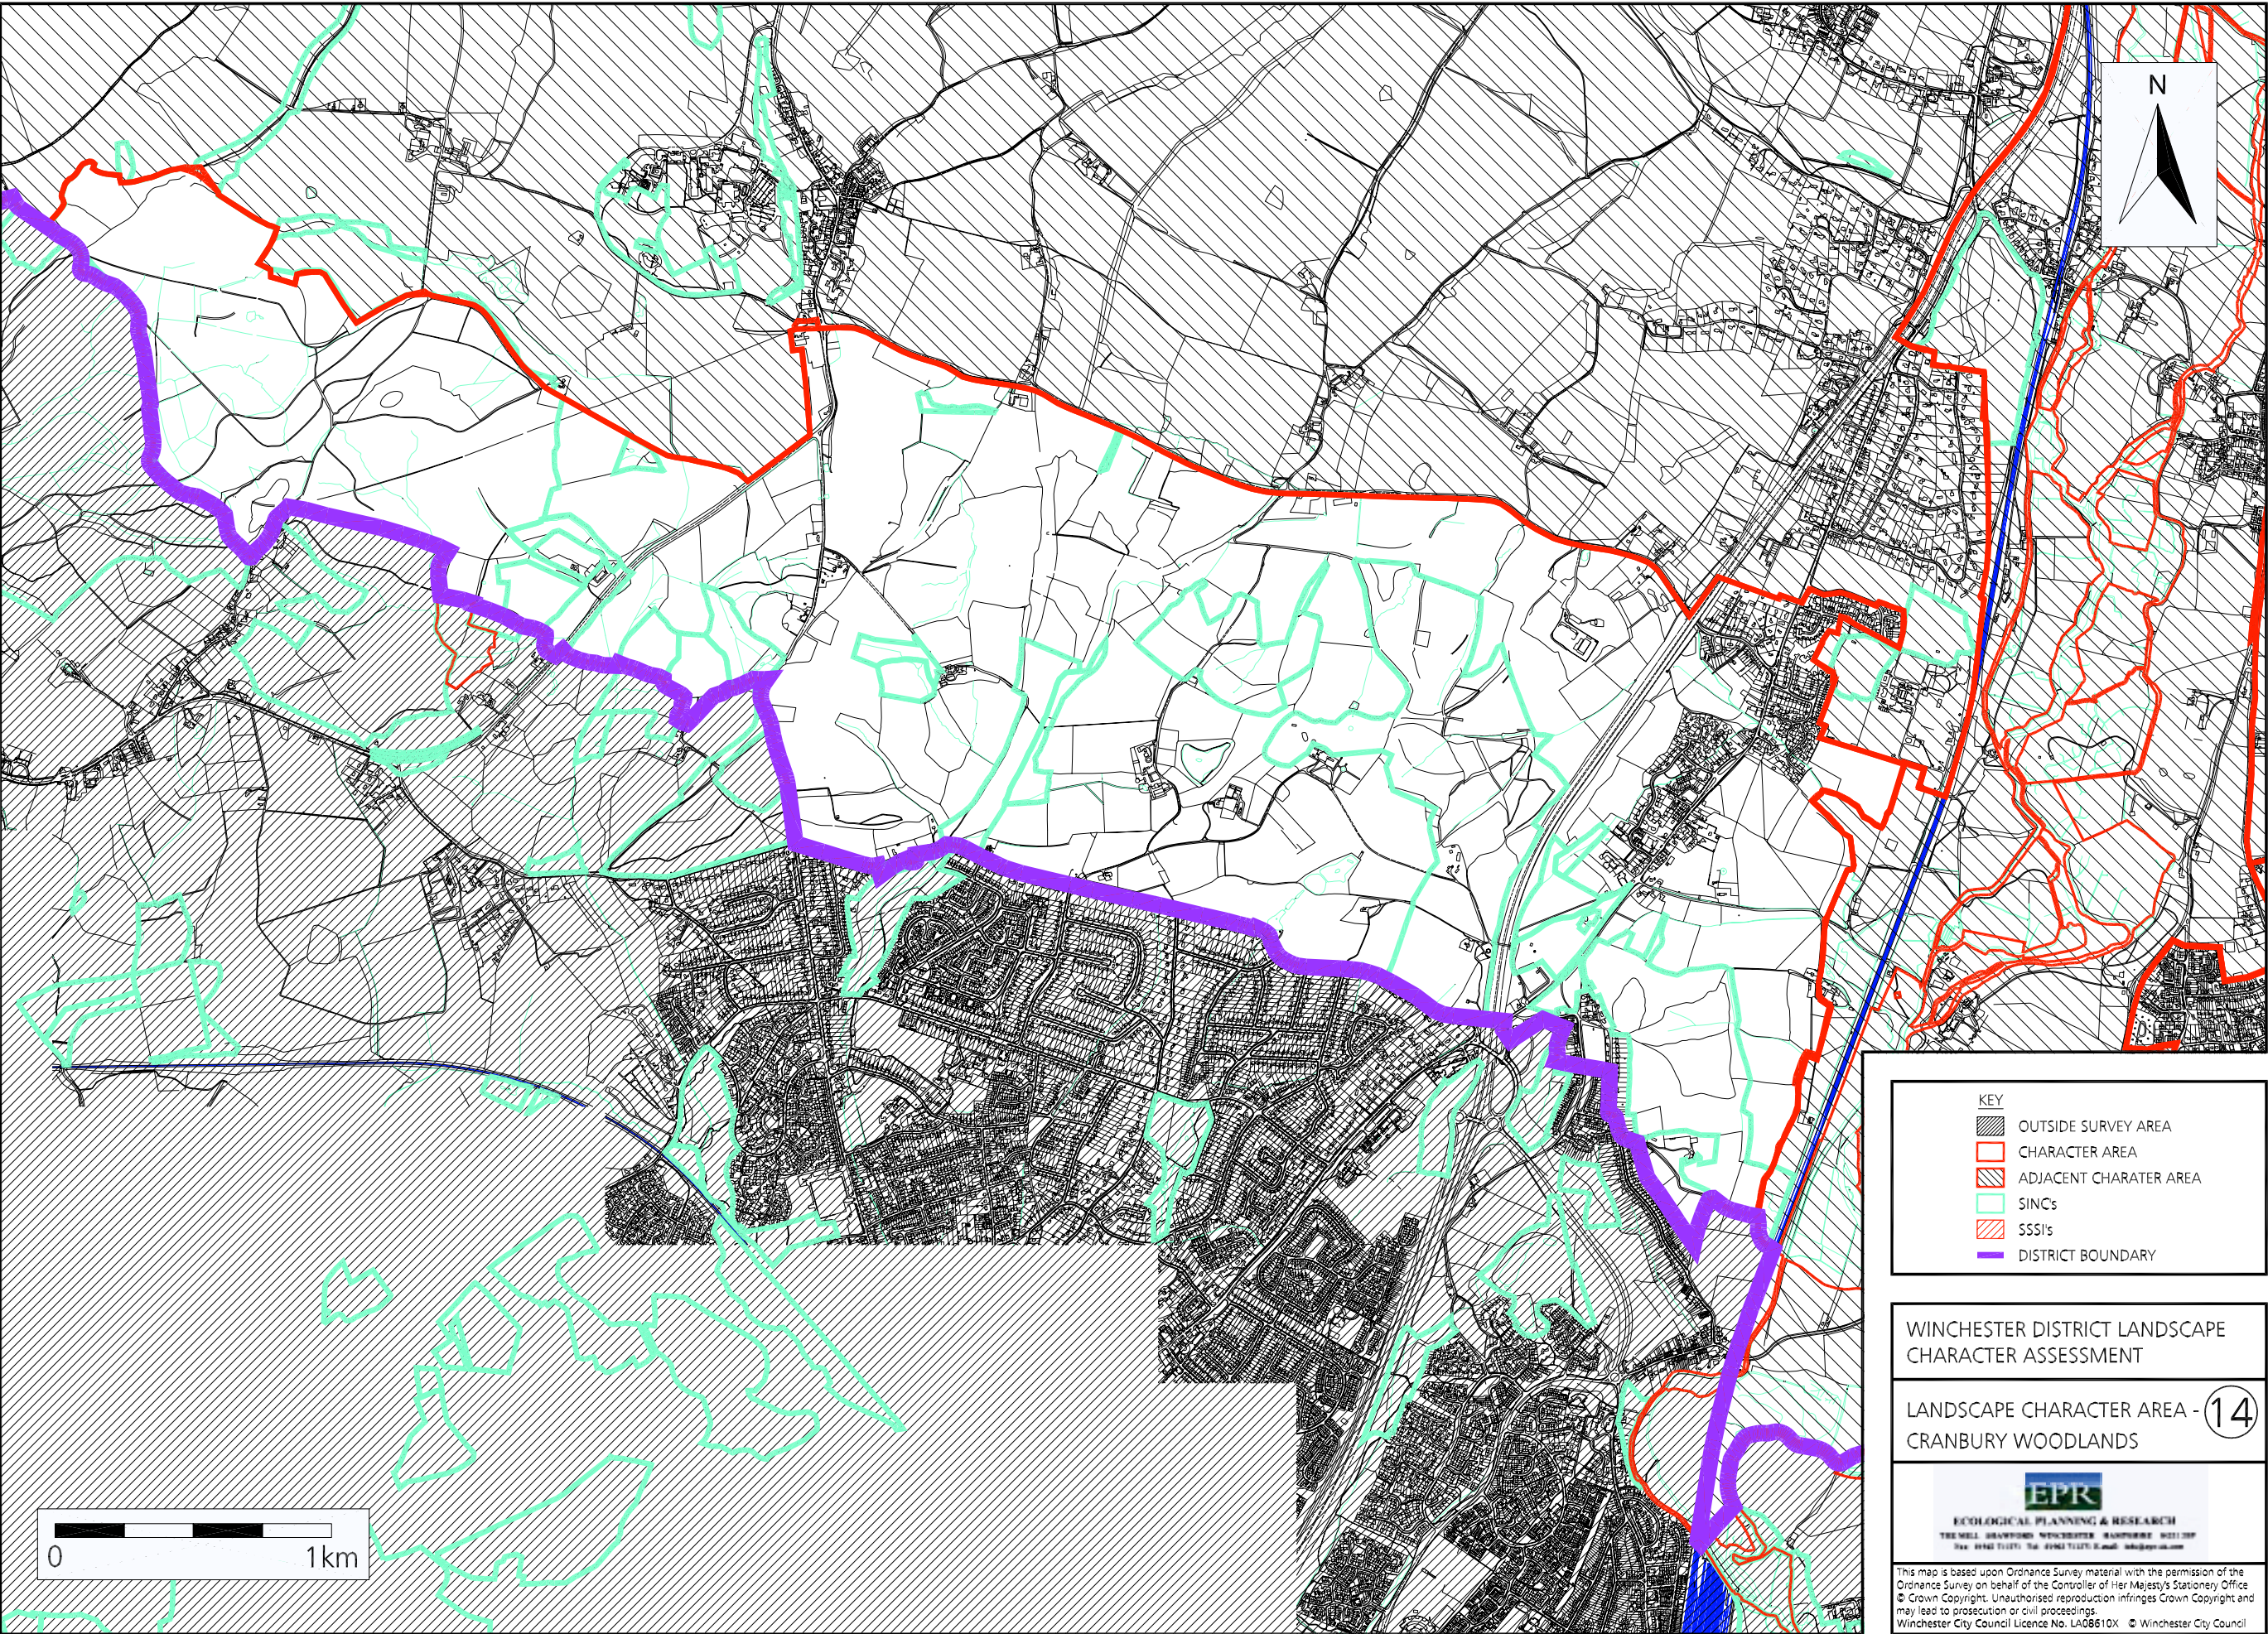 N
KEY
OUTSIDE SURVEY AREA
CHARACTER AREA
ADJACENT CHARATER AREA
SINC's
SSSI's
DISTRICT BOUNDARY
WINCHESTER DISTRICT LANDSCAPE
CHARACTER ASSESSMENT
LANDSCAPE CHARACTER AREA - 14
CRANBURY WOODLANDS
EPR
ECOLOGICAL PLANNING & RESEARCH
THE MILL WINCHESTER HAMPSHIRE
0 1km
This map is based upon Ordnance Survey material with the permission of the
Ordnance Survey on behalf of the Controller of Her Majesty's Stationery Office
© Crown Copyright. Unauthorised reproduction infringes Crown Copyright and
may lead to prosecution or civil proceedings.
Winchester City Council Licence No. LA08610X © Winchester City Council